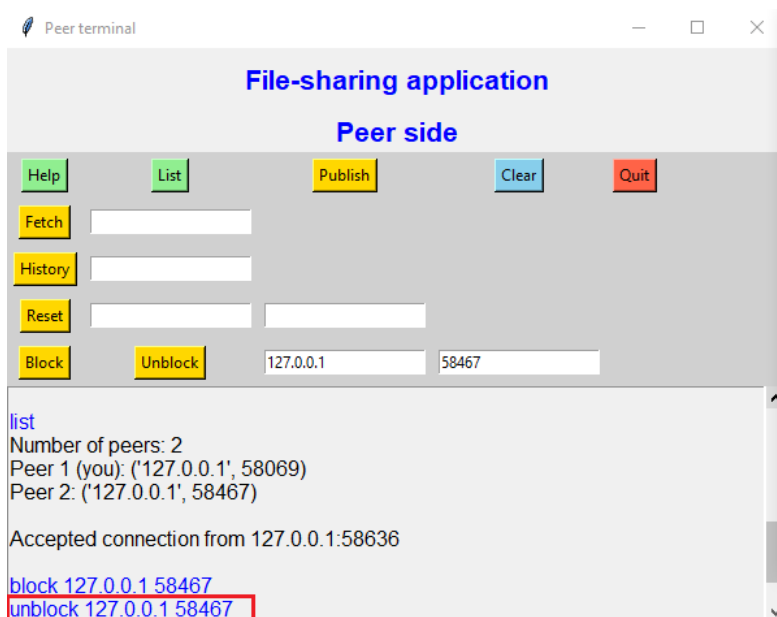 Peer terminal
File-sharing application
Peer side
Help List Publish Clear Quit
Fetch
History
Reset
Block Unblock 127.0.0.1 58467
list
Number of peers: 2
Peer 1 (you): ('127.0.0.1', 58069)
Peer 2: ('127.0.0.1', 58467)
Accepted connection from 127.0.0.1:58636
block 127.0.0.1 58467
unblock 127.0.0.1 58467